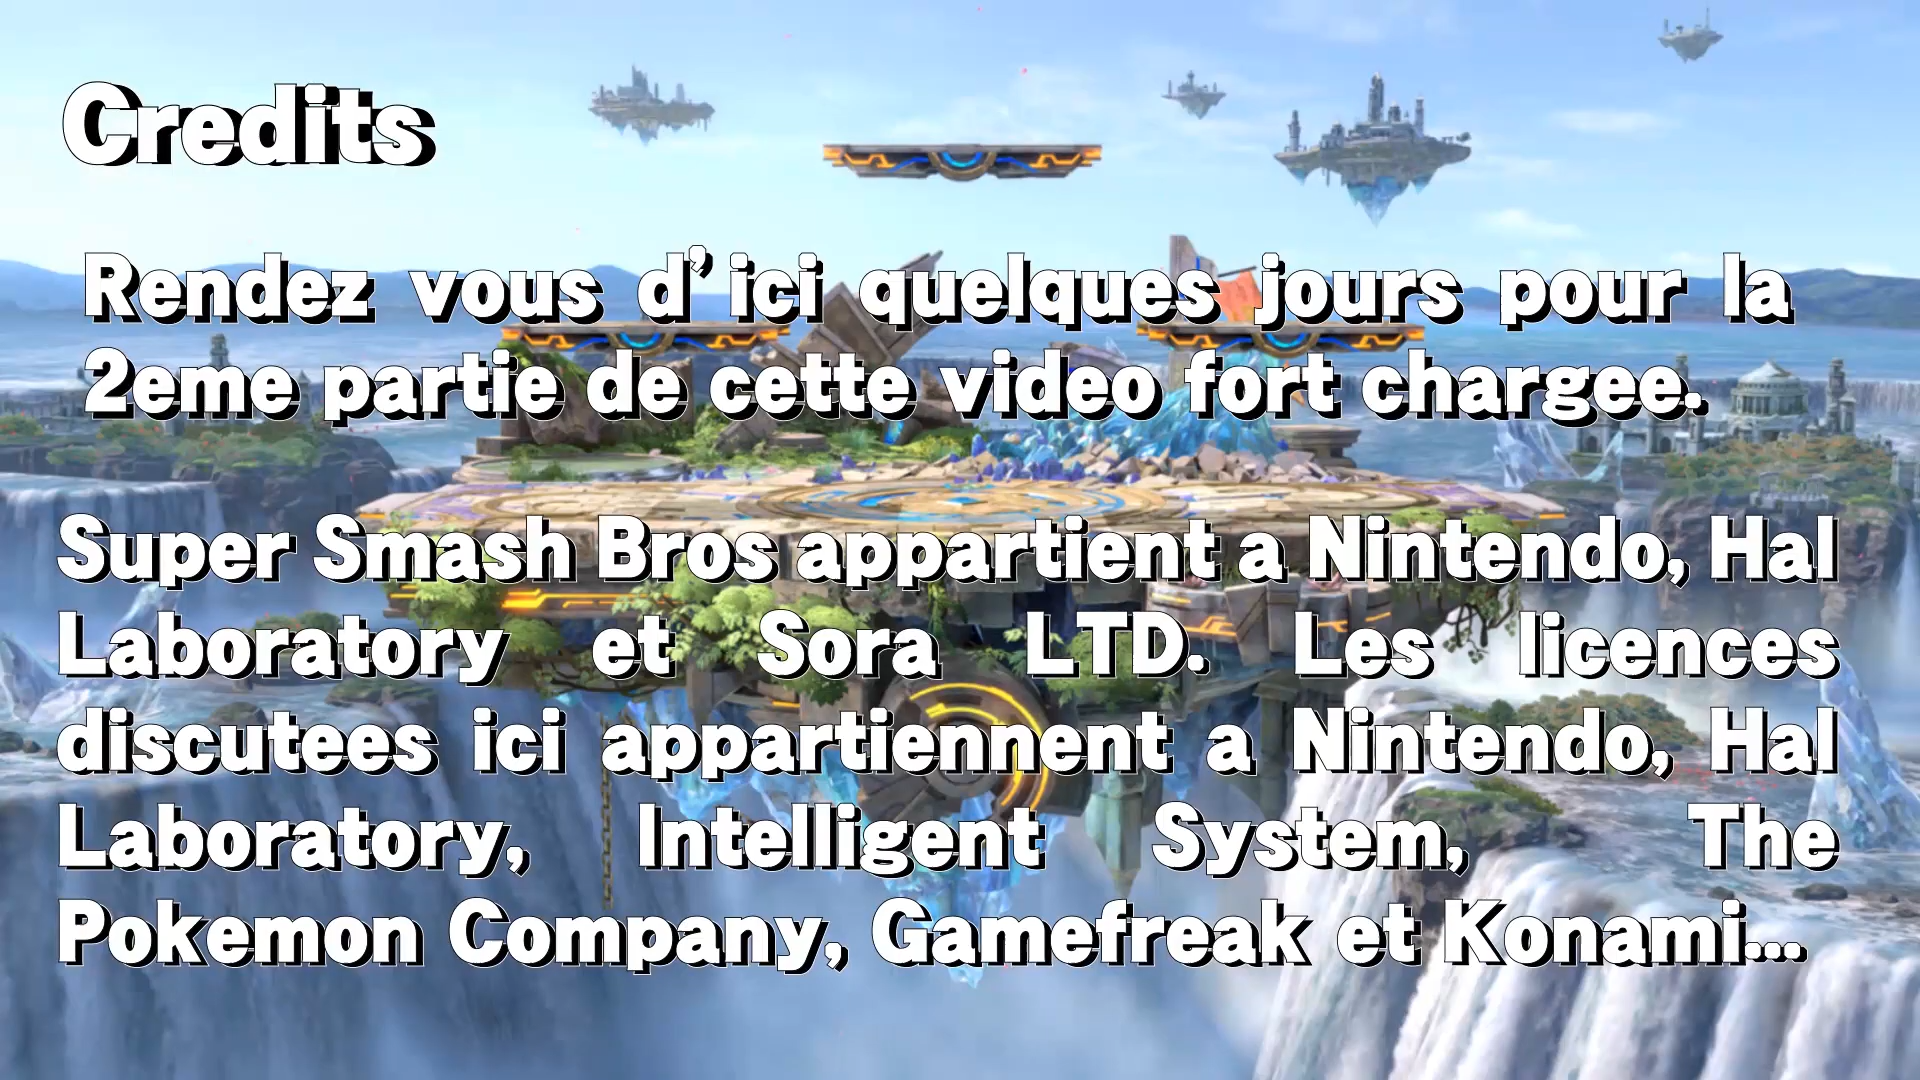 Credits
Rendez vous d'ici quelques jours pour la
2eme partie de cette video fort chargee.
Super Smash Bros appartient a Nintendo, Hal
Laboratory et Sora LTD. Les licences
discutees ici appartiennent a Nintendo, Hal
Laboratory, Intelligent System, The
Pokemon Company, Gamefreak et Konami...